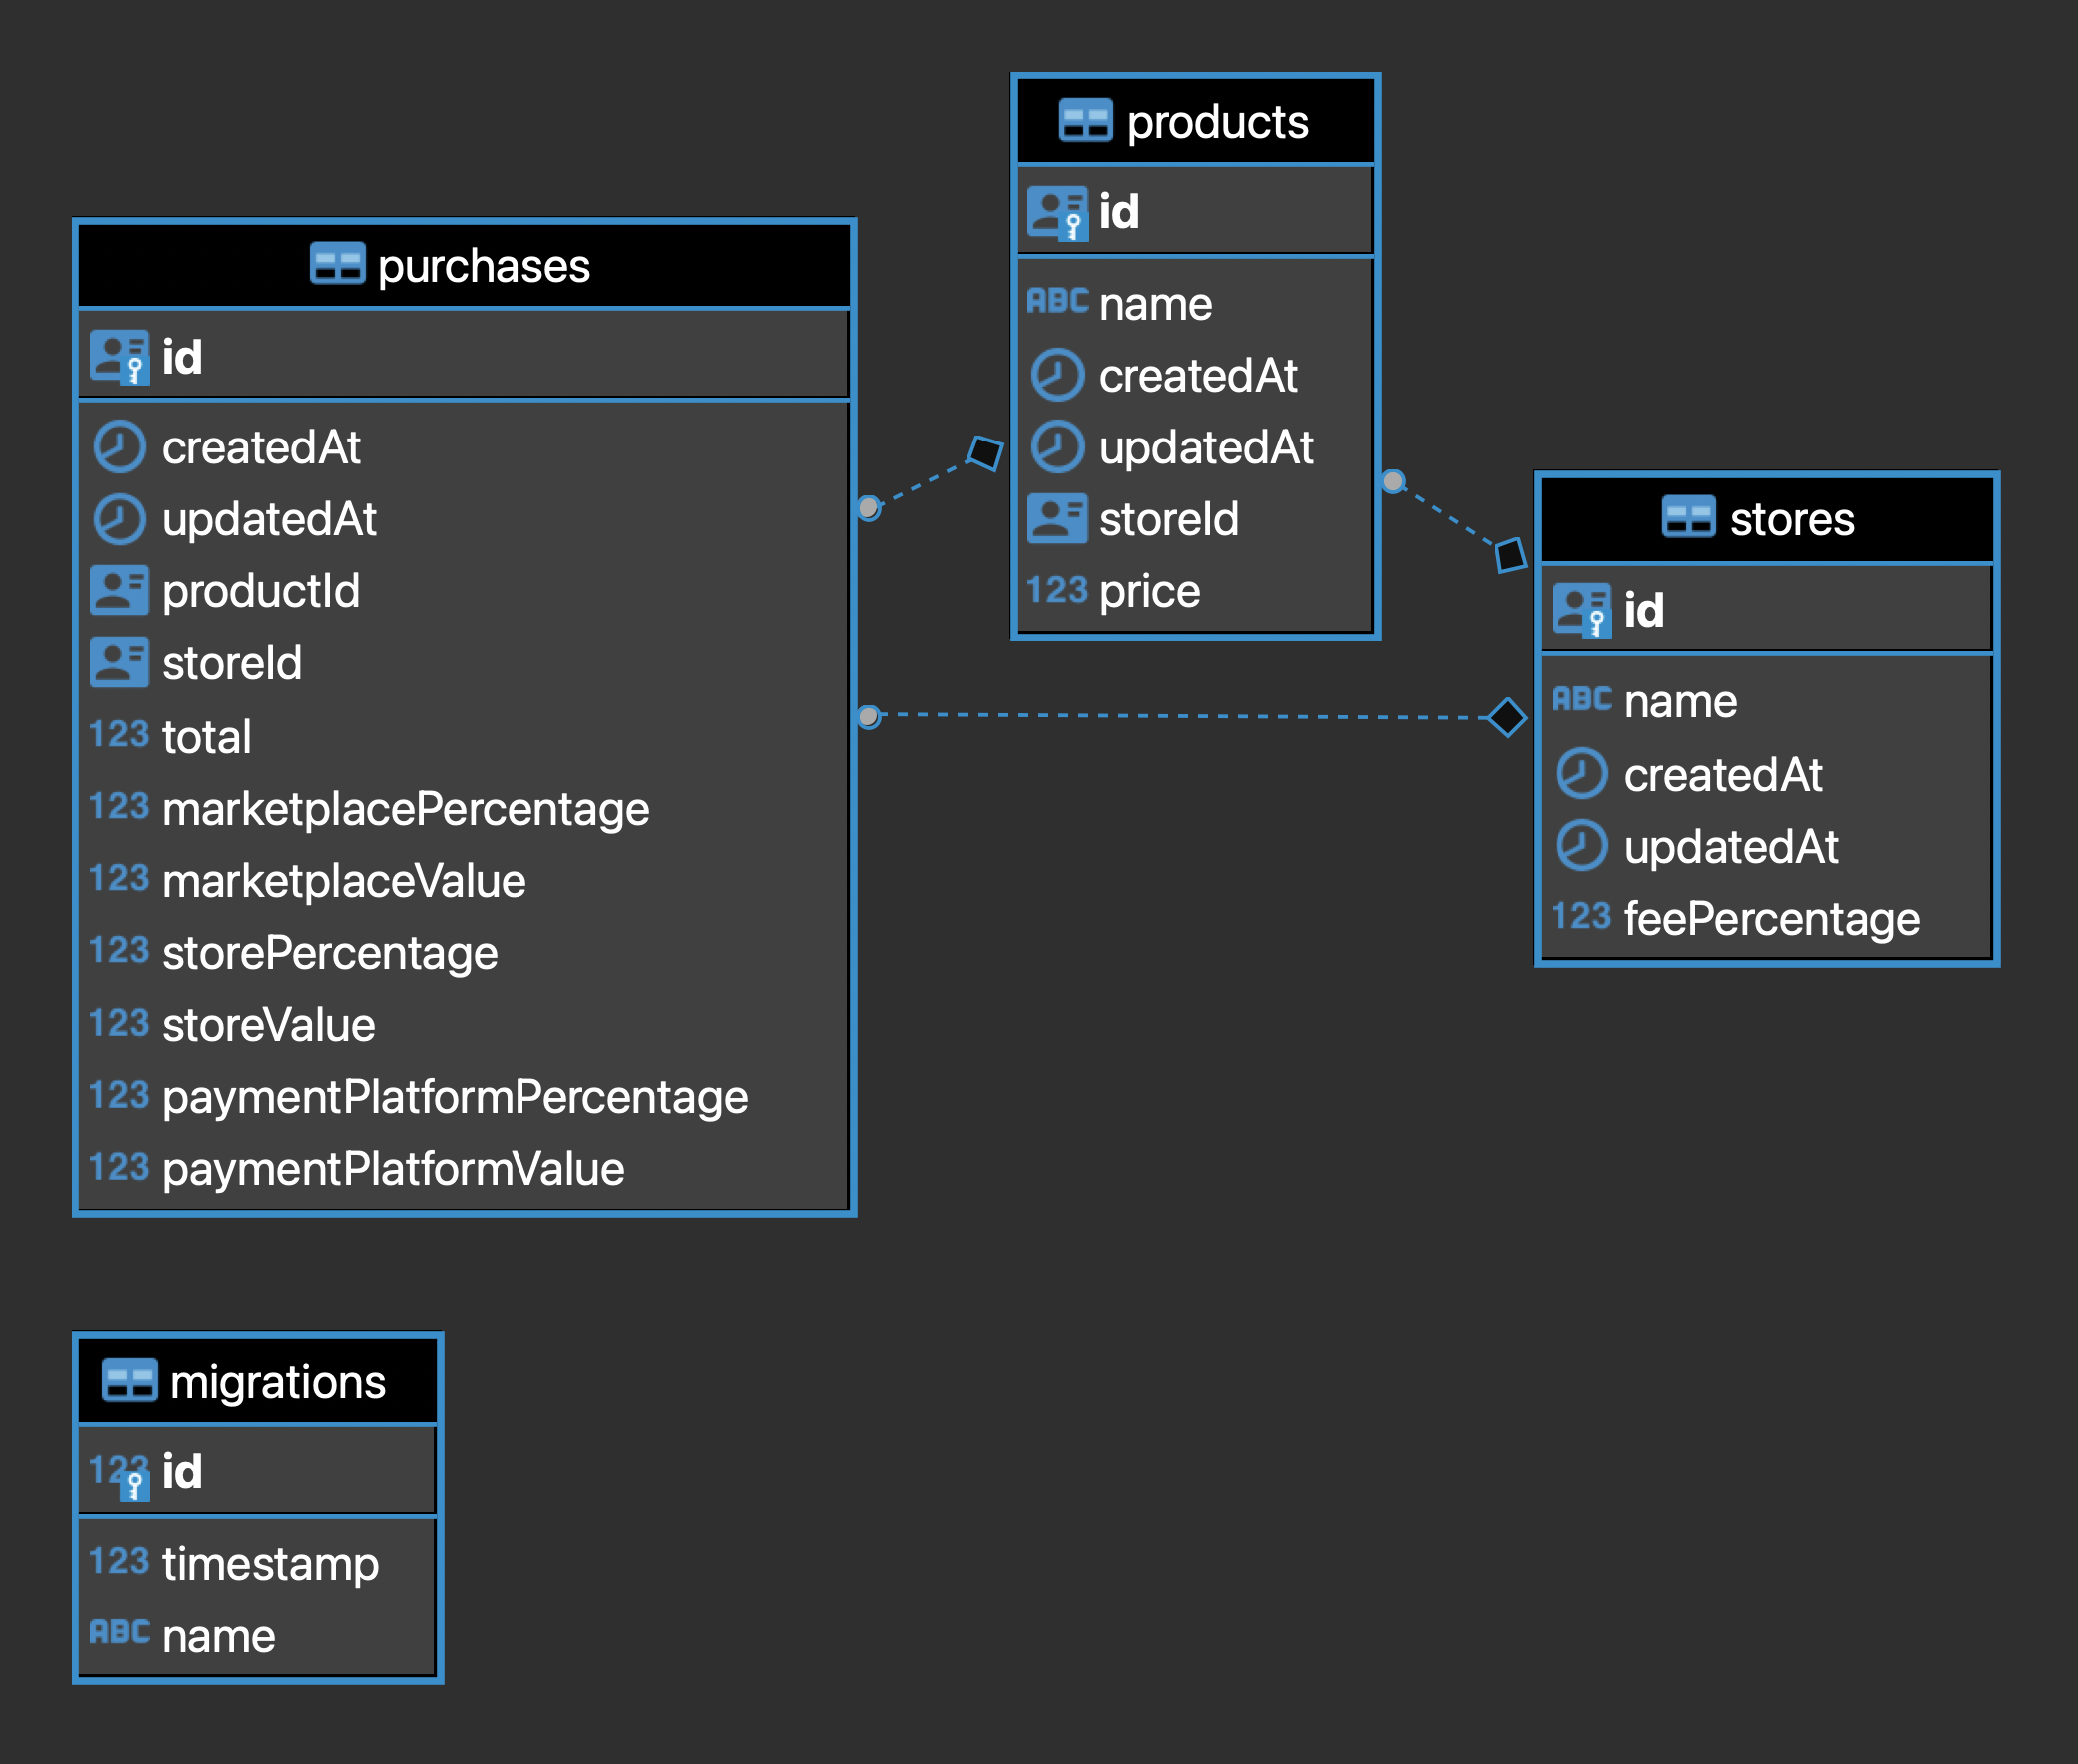 purchases
id
createdAt
updatedAt
productId
storeId
123 total
123 marketplacePercentage
123 marketplaceValue
123 storePercentage
123 storeValue
123 paymentPlatformPercentage
123 paymentPlatformValue
products
id
ABC name
createdAt
updatedAt
storeId
123 price
stores
id
ABC name
createdAt
updatedAt
123 feePercentage
migrations
123 id
123 timestamp
ABC name